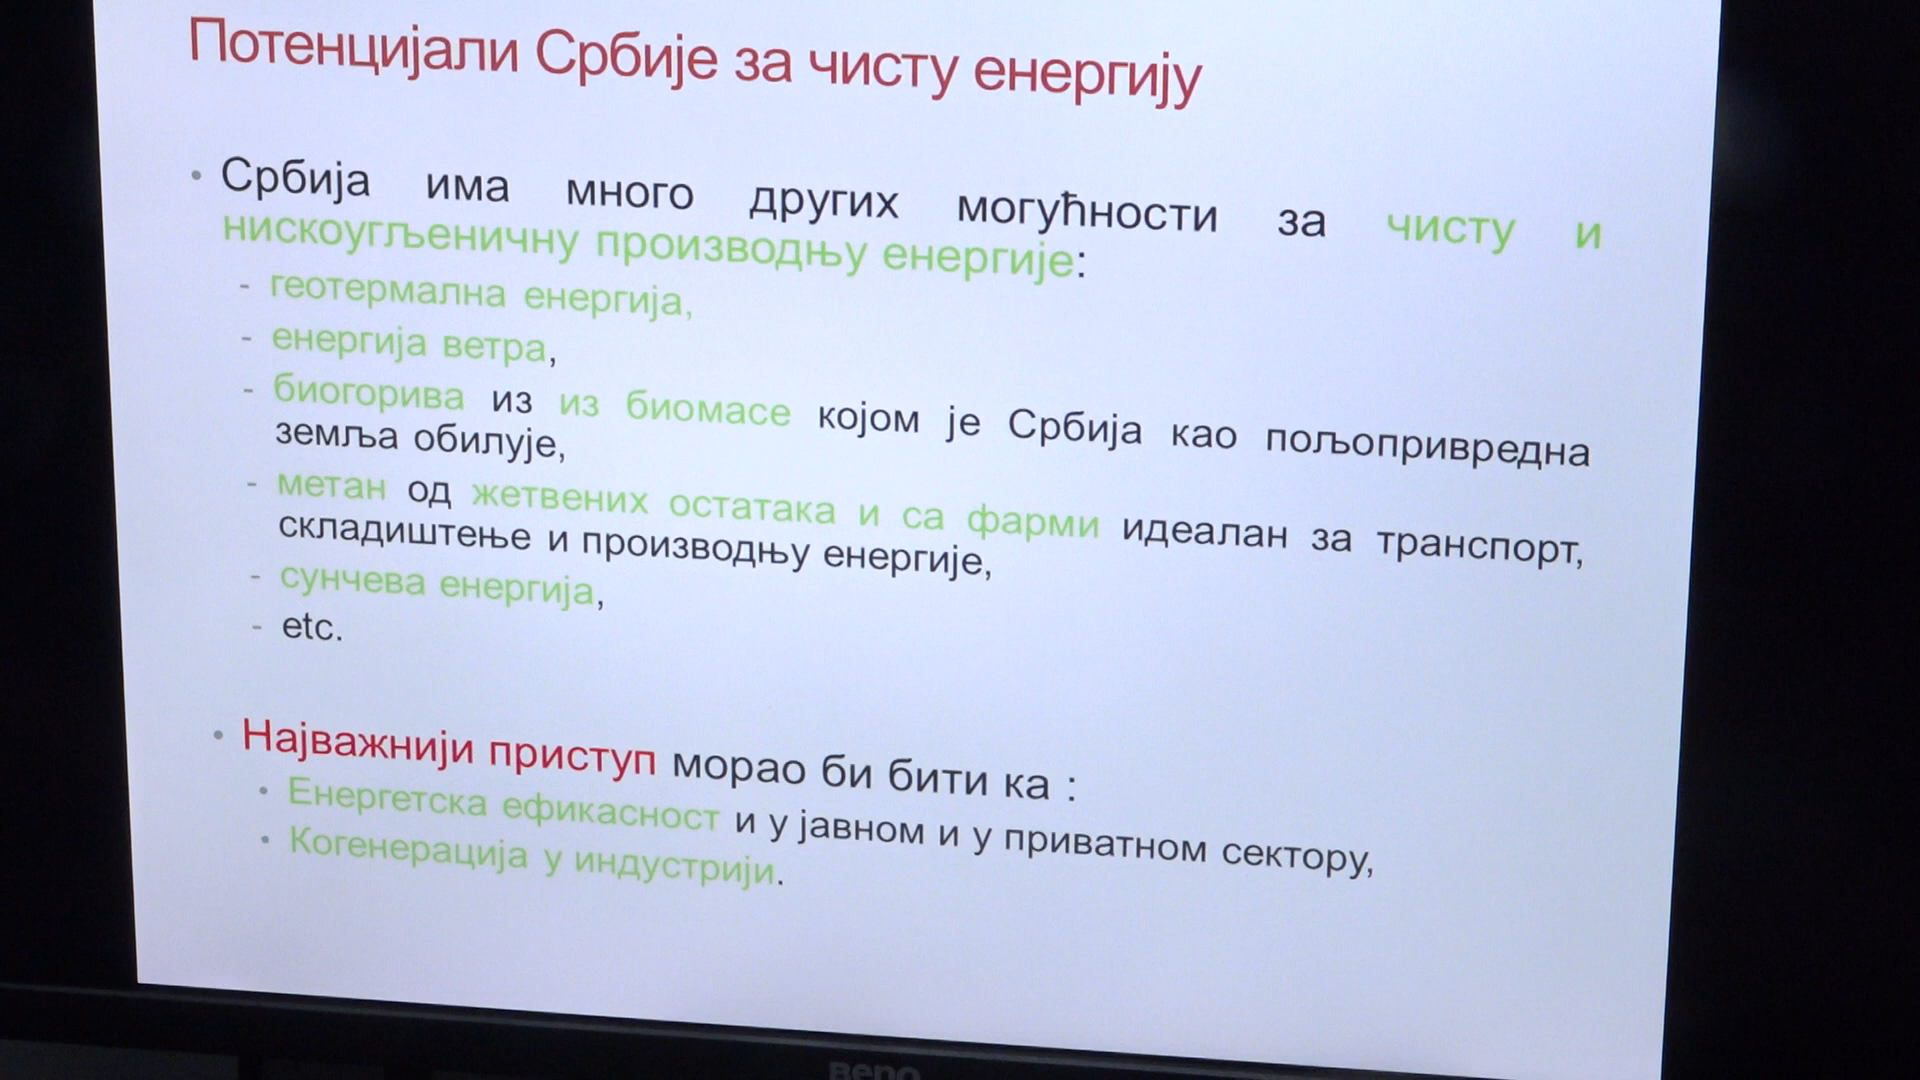 Потенцијали Србије за чисту енергију
• Србија има много других могућности за чисту и
нискоугљеничну производњу енергије:
- геотермална енергија,
- енергија ветра,
- биогорива из из биомасе којом је Србија као пољопривредна
земља обилује,
- метан од жетвених остатака и са фарми идеалан за транспорт,
складиштење и производњу енергије,
- сунчева енергија,
- etc.
• Најважнији приступ морао би бити ка :
• Енергетска ефикасност и у јавном и у приватном сектору,
• Когенерација у индустрији.
BenQ